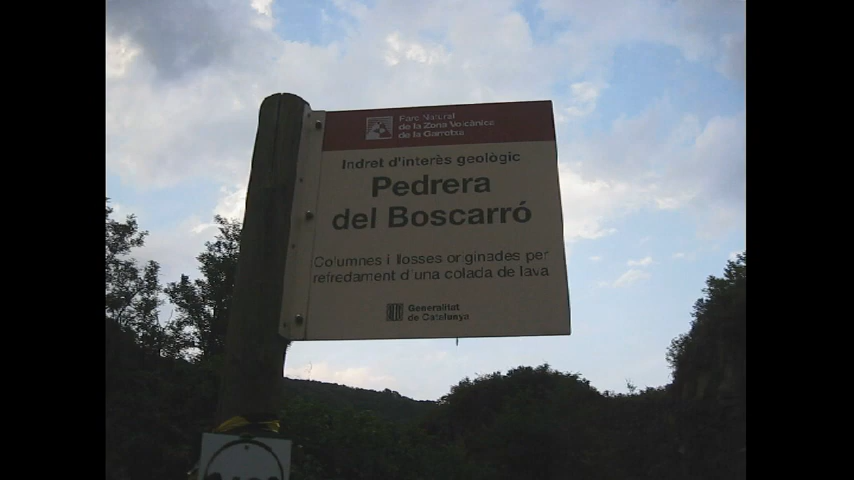 Parc Natural
de la Zona Volcànica
de la Garrotxa
Indret d'interès geològic
Pedrera
del Boscarró
Columnes i llosses originades per
refredament d'una colada de lava
Generalitat
de Catalunya